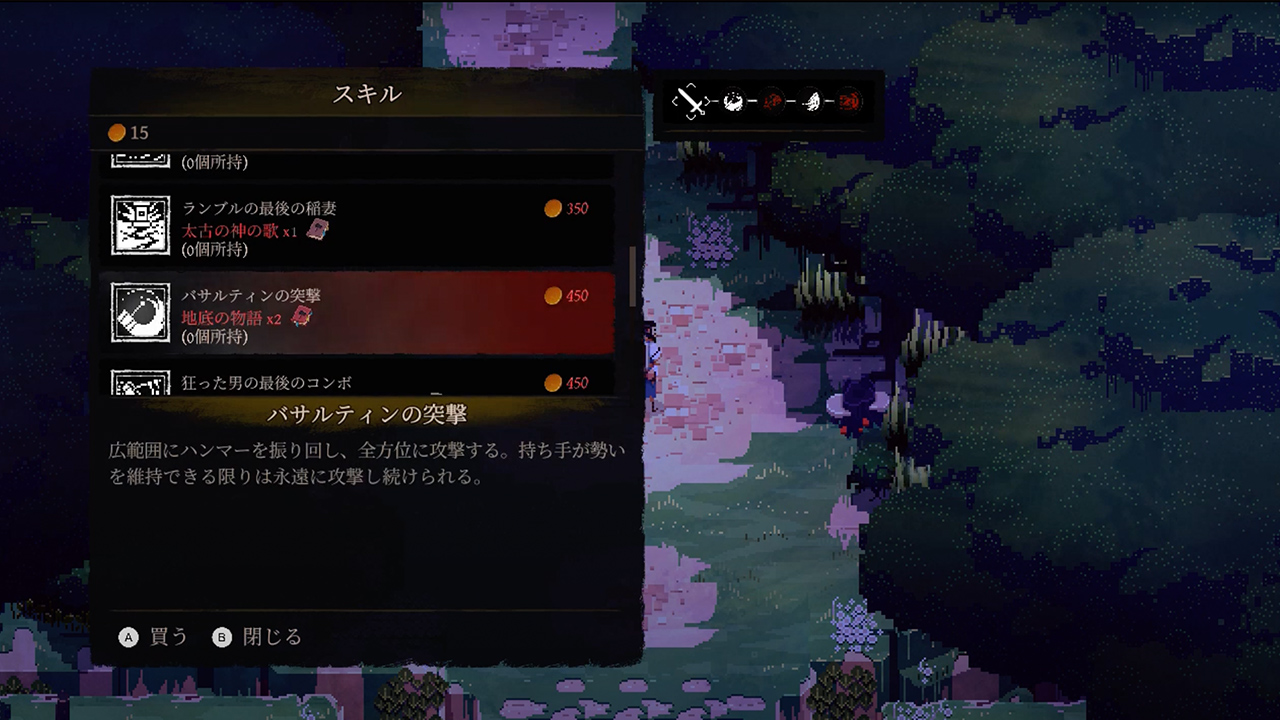 スキル
15
(0個所持)
ランブルの最後の稲妻
350
太古の神の歌 x1
(0個所持)
バサルティンの突撃
450
地底の物語 x2
(0個所持)
狂った男の最後のコンボ
450
バサルティンの突撃
広範囲にハンマーを振り回し、全方位に攻撃する。持ち手が勢い
を維持できる限りは永遠に攻撃し続けられる。
A 買う B 閉じる